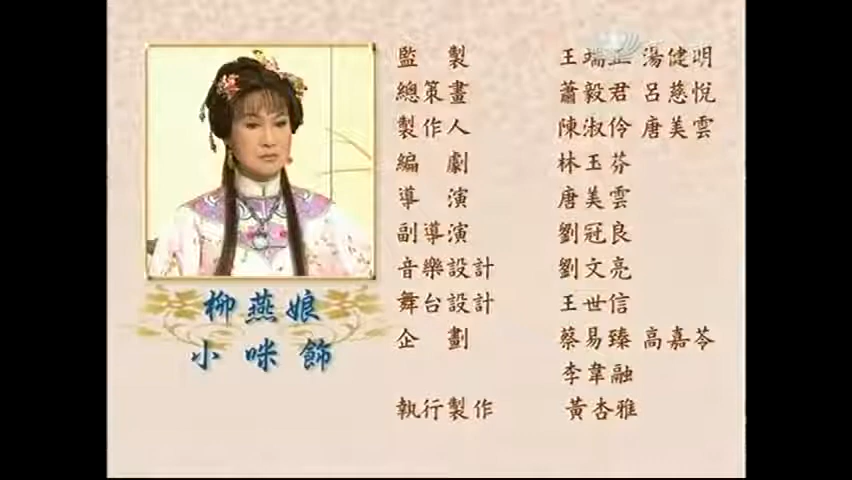 監製 王端正 湯健明
總策畫 蕭毅君 呂慈悅
製作人 陳淑伶 唐美雲
編劇 林玉芬
導演 唐美雲
副導演 劉冠良
音樂設計 劉文亮
舞台設計 王世信
企劃 蔡易臻 高嘉苓
李韋融
執行製作 黃杏雅
柳燕娘
小咪飾